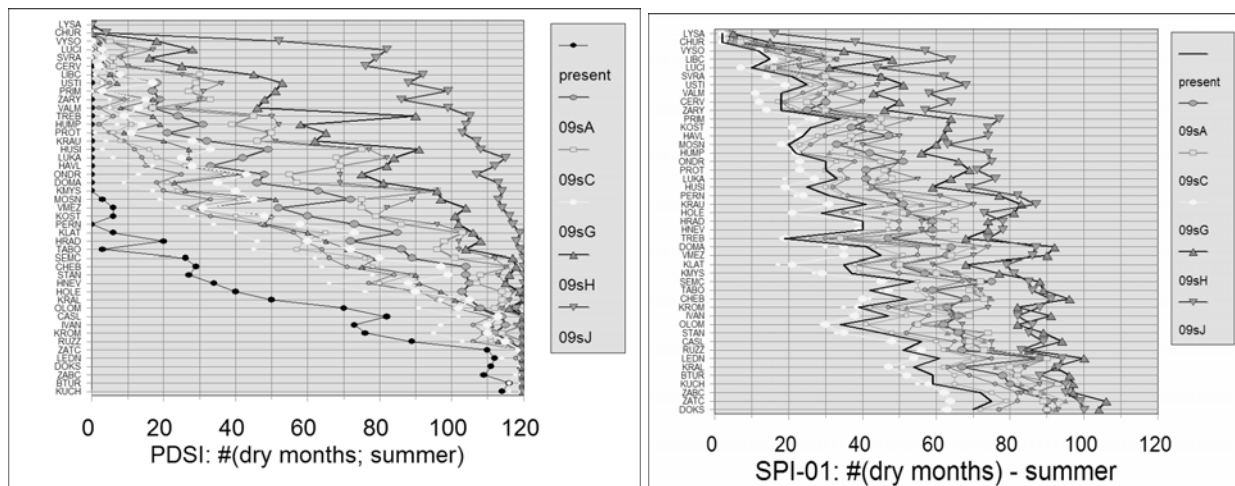 LYSA
CHUR
VYSO
LUCI
SVRA
CERV
LIBC
USTI
PRIM
ZARY
VALM
TREB
HUMP
PROT
KRAU
HUSI
LUKA
HAVL
ONDR
DOMA
KMYS
MOSN
VMEZ
KOST
PERN
KLAT
HRAD
TABO
SEMC
CHEB
STAN
HNEV
HOLE
KRAL
OLOM
CASL
IVAN
KROM
RUZZ
ZATC
LEDN
DOKS
ZABC
BTUR
KUCH
0 20 40 60 80 100 120
PDSI: #(dry months; summer)
present
09sA
09sC
09sG
09sH
09sJ
LYSA
CHUR
VYSO
LIBC
LUCI
SVRA
USTI
VALM
CERV
ZARY
PRIM
KOST
HAVL
MOSN
HUMP
ONDR
PROT
LUKA
HUSI
PERN
KRAU
HOLE
HRAD
HNEV
TREB
DOMA
VMEZ
KLAT
KMYS
SEMC
TABO
CHEB
KROM
IVAN
OLOM
STAN
CASL
RUZZ
LEDN
KRAL
BTUR
KUCH
ZABC
ZATC
DOKS
0 20 40 60 80 100 120
SPI-01: #(dry months) - summer
present
09sA
09sC
09sG
09sH
09sJ